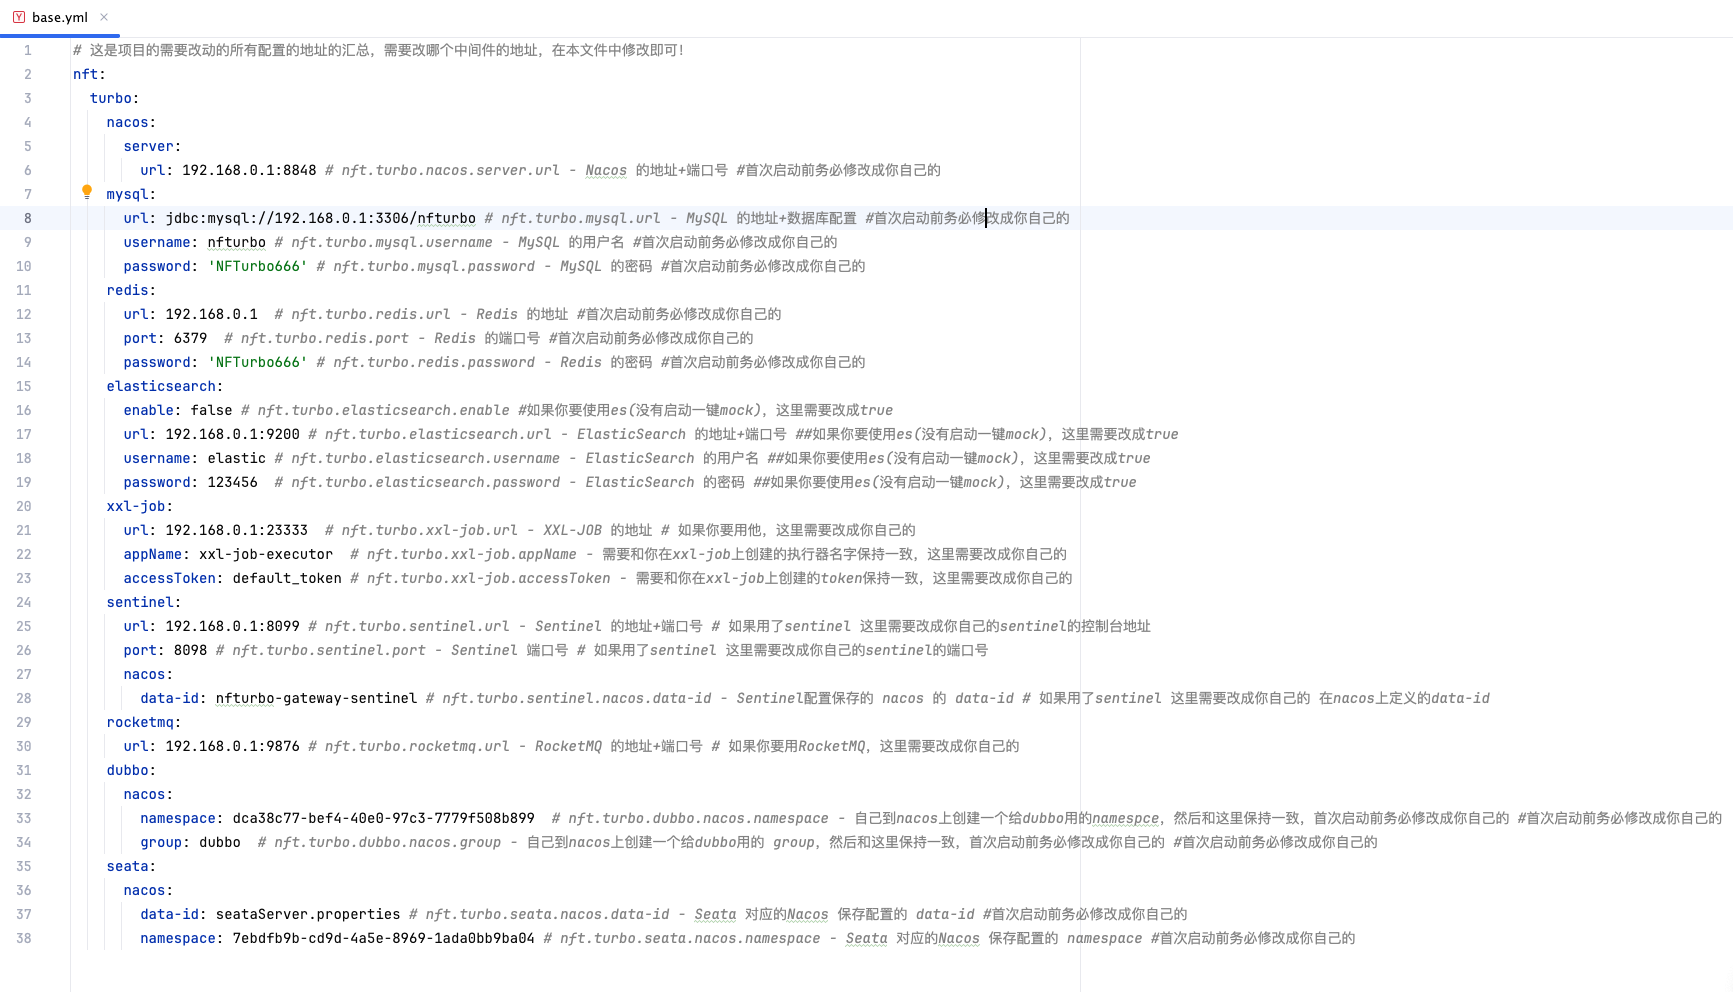 base.yml
1 # 这是项目的需要改动的所有配置的地址的汇总，需要改哪个中间件的地址，在本文件中修改即可！
2 nft:
3 turbo:
4 nacos:
5 server:
6 url: 192.168.0.1:8848 # nft.turbo.nacos.server.url - Nacos 的地址+端口号 #首次启动前务必修改成你自己的
7 mysql:
8 url: jdbc:mysql://192.168.0.1:3306/nfturbo # nft.turbo.mysql.url - MySQL 的地址+数据库配置 #首次启动前务必修改成你自己的
9 username: nfturbo # nft.turbo.mysql.username - MySQL 的用户名 #首次启动前务必修改成你自己的
10 password: 'NFTurbo666' # nft.turbo.mysql.password - MySQL 的密码 #首次启动前务必修改成你自己的
11 redis:
12 url: 192.168.0.1 # nft.turbo.redis.url - Redis 的地址 #首次启动前务必修改成你自己的
13 port: 6379 # nft.turbo.redis.port - Redis 的端口号 #首次启动前务必修改成你自己的
14 password: 'NFTurbo666' # nft.turbo.redis.password - Redis 的密码 #首次启动前务必修改成你自己的
15 elasticsearch:
16 enable: false # nft.turbo.elasticsearch.enable #如果你要使用es(没有启动一键mock)，这里需要改成true
17 url: 192.168.0.1:9200 # nft.turbo.elasticsearch.url - ElasticSearch 的地址+端口号 ##如果你要使用es(没有启动一键mock)，这里需要改成true
18 username: elastic # nft.turbo.elasticsearch.username - ElasticSearch 的用户名 ##如果你要使用es(没有启动一键mock)，这里需要改成true
19 password: 123456 # nft.turbo.elasticsearch.password - ElasticSearch 的密码 ##如果你要使用es(没有启动一键mock)，这里需要改成true
20 xxl-job:
21 url: 192.168.0.1:23333 # nft.turbo.xxl-job.url - XXL-JOB 的地址 # 如果你要用他，这里需要改成你自己的
22 appName: xxl-job-executor # nft.turbo.xxl-job.appName - 需要和你在xxl-job上创建的执行器名字保持一致，这里需要改成你自己的
23 accessToken: default_token # nft.turbo.xxl-job.accessToken - 需要和你在xxl-job上创建的token保持一致，这里需要改成你自己的
24 sentinel:
25 url: 192.168.0.1:8099 # nft.turbo.sentinel.url - Sentinel 的地址+端口号 # 如果用了sentinel 这里需要改成你自己的sentinel的控制台地址
26 port: 8098 # nft.turbo.sentinel.port - Sentinel 端口号 # 如果用了sentinel 这里需要改成你自己的sentinel的端口号
27 nacos:
28 data-id: nfturbo-gateway-sentinel # nft.turbo.sentinel.nacos.data-id - Sentinel配置保存的 nacos 的 data-id # 如果用了sentinel 这里需要改成你自己的 在nacos上定义的data-id
29 rocketmq:
30 url: 192.168.0.1:9876 # nft.turbo.rocketmq.url - RocketMQ 的地址+端口号 # 如果你要用RocketMQ，这里需要改成你自己的
31 dubbo:
32 nacos:
33 namespace: dca38c77-bef4-40e0-97c3-7779f508b899 # nft.turbo.dubbo.nacos.namespace - 自己到nacos上创建一个给dubbo用的namespce，然后和这里保持一致，首次启动前务必修改成你自己的 #首次启动前务必修改成你自己的
34 group: dubbo # nft.turbo.dubbo.nacos.group - 自己到nacos上创建一个给dubbo用的 group，然后和这里保持一致，首次启动前务必修改成你自己的 #首次启动前务必修改成你自己的
35 seata:
36 nacos:
37 data-id: seataServer.properties # nft.turbo.seata.nacos.data-id - Seata 对应的Nacos 保存配置的 data-id #首次启动前务必修改成你自己的
38 namespace: 7ebdfb9b-cd9d-4a5e-8969-1ada0bb9ba04 # nft.turbo.seata.nacos.namespace - Seata 对应的Nacos 保存配置的 namespace #首次启动前务必修改成你自己的